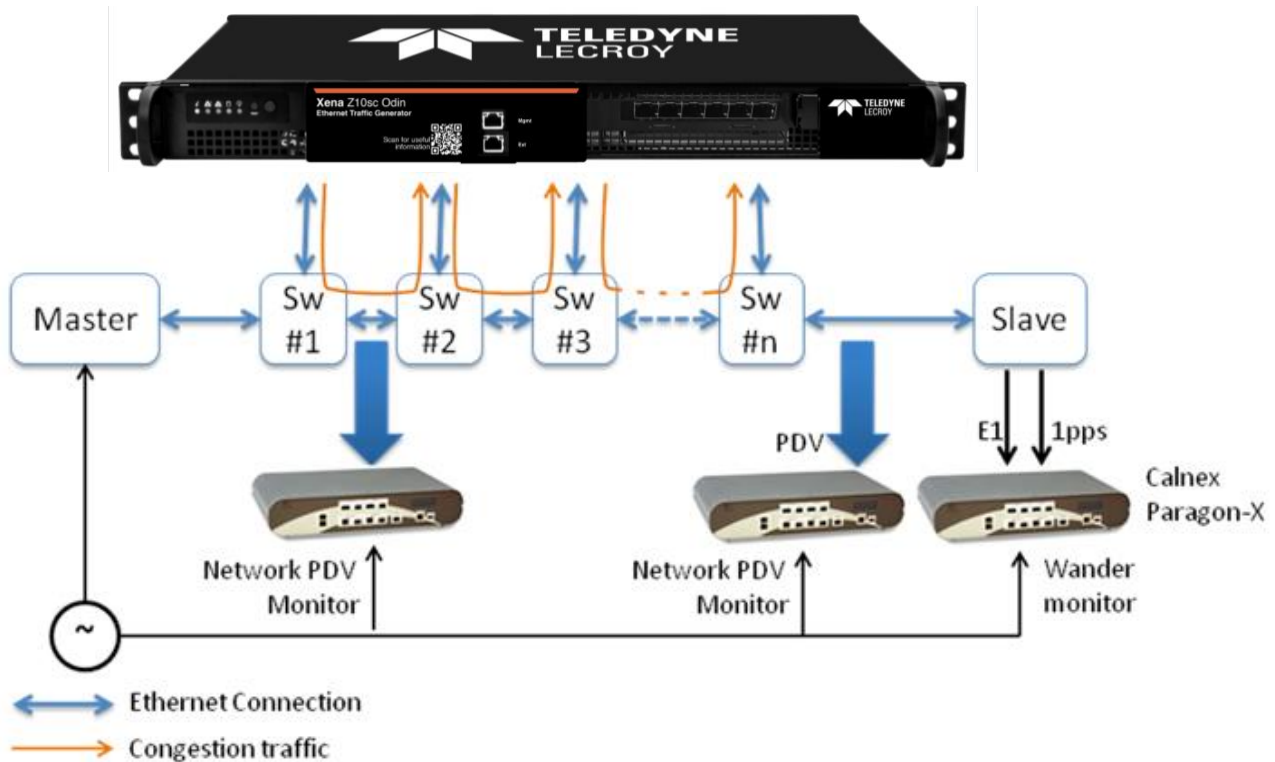 TELEDYNE
LECROY
Xena Z10sc Odin
Ethernet Traffic Generator
Scan for useful
information
Mgmt
Ext
TELEDYNE
LECROY
Master
Sw
#1
Sw
#2
Sw
#3
Sw
#n
Slave
PDV
E1
1pps
Calnex
Paragon-X
Network PDV
Monitor
Network PDV
Monitor
Wander
monitor
~
Ethernet Connection
Congestion traffic